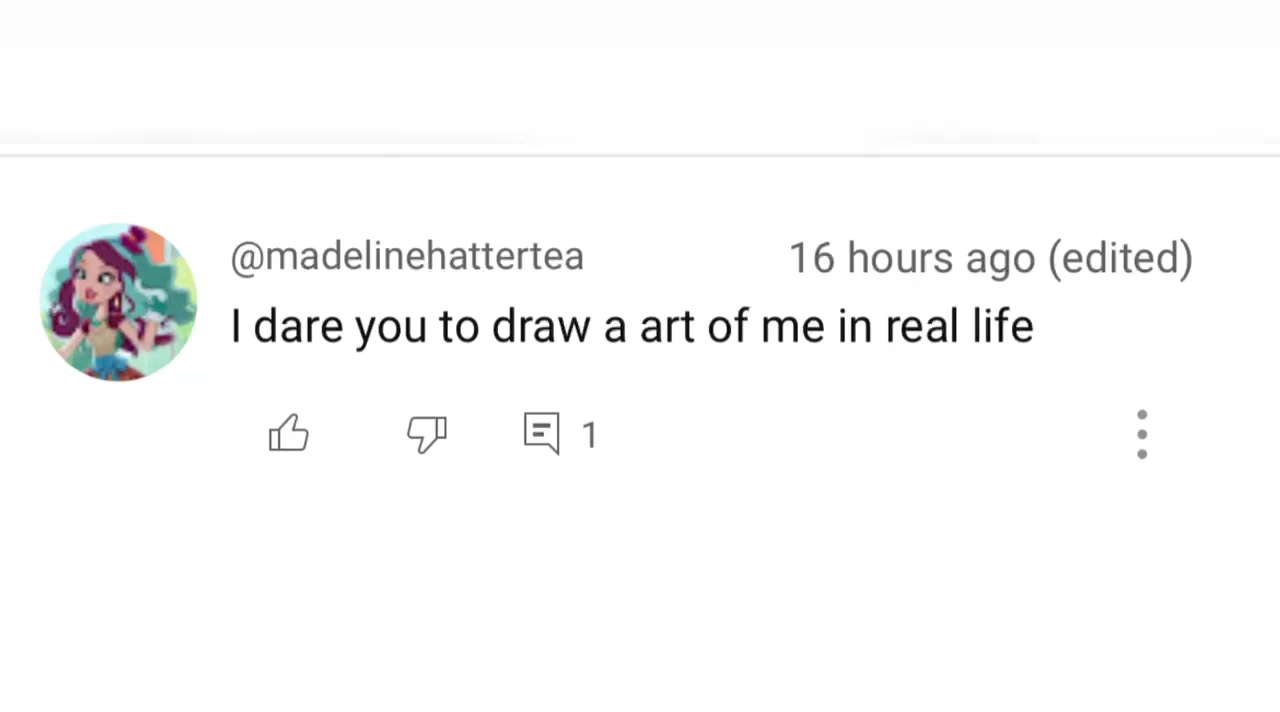 @madelinehattertea 16 hours ago (edited)
I dare you to draw a art of me in real life
1